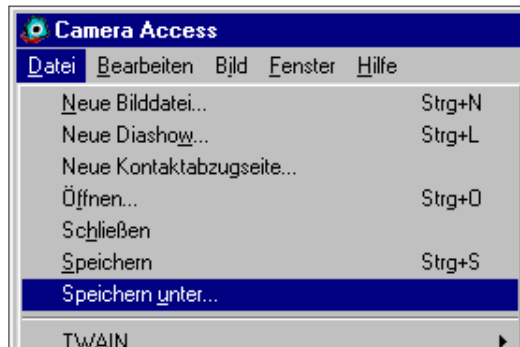 Camera Access
Datei Bearbeiten Bild Fenster Hilfe
Neue Bilddatei... Strg+N
Neue Diashow... Strg+L
Neue Kontaktabzugseite...
Öffnen... Strg+O
Schließen
Speichern Strg+S
Speichern unter...
TWAIN